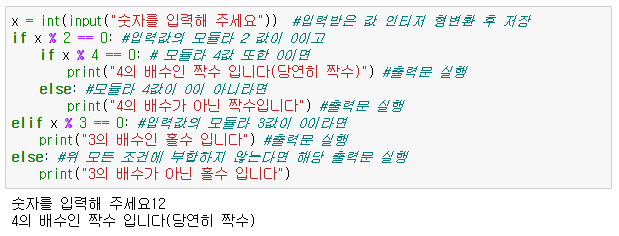 x = int(input("숫자를 입력해 주세요"))  #입력받은 값 인티저 형변환 후 저장
if x % 2 == 0: #입력값의 모듈라 2 값이 0이고
    if x % 4 == 0: # 모듈라 4값 또한 0이면
        print("4의 배수인 짝수 입니다(당연히 짝수)") #출력문 실행
    else: #모듈라 4값이 0이 아니라면
        print("4의 배수가 아닌 짝수입니다") #출력문 실행
elif x % 3 == 0: #입력값의 모듈라 3값이 0이라면
    print("3의 배수인 홀수 입니다") #출력문 실행
else: #위 모든 조건에 부합하지 않는다면 해당 출력문 실행
    print("3의 배수가 아닌 홀수 입니다")
숫자를 입력해 주세요12
4의 배수인 짝수 입니다(당연히 짝수)